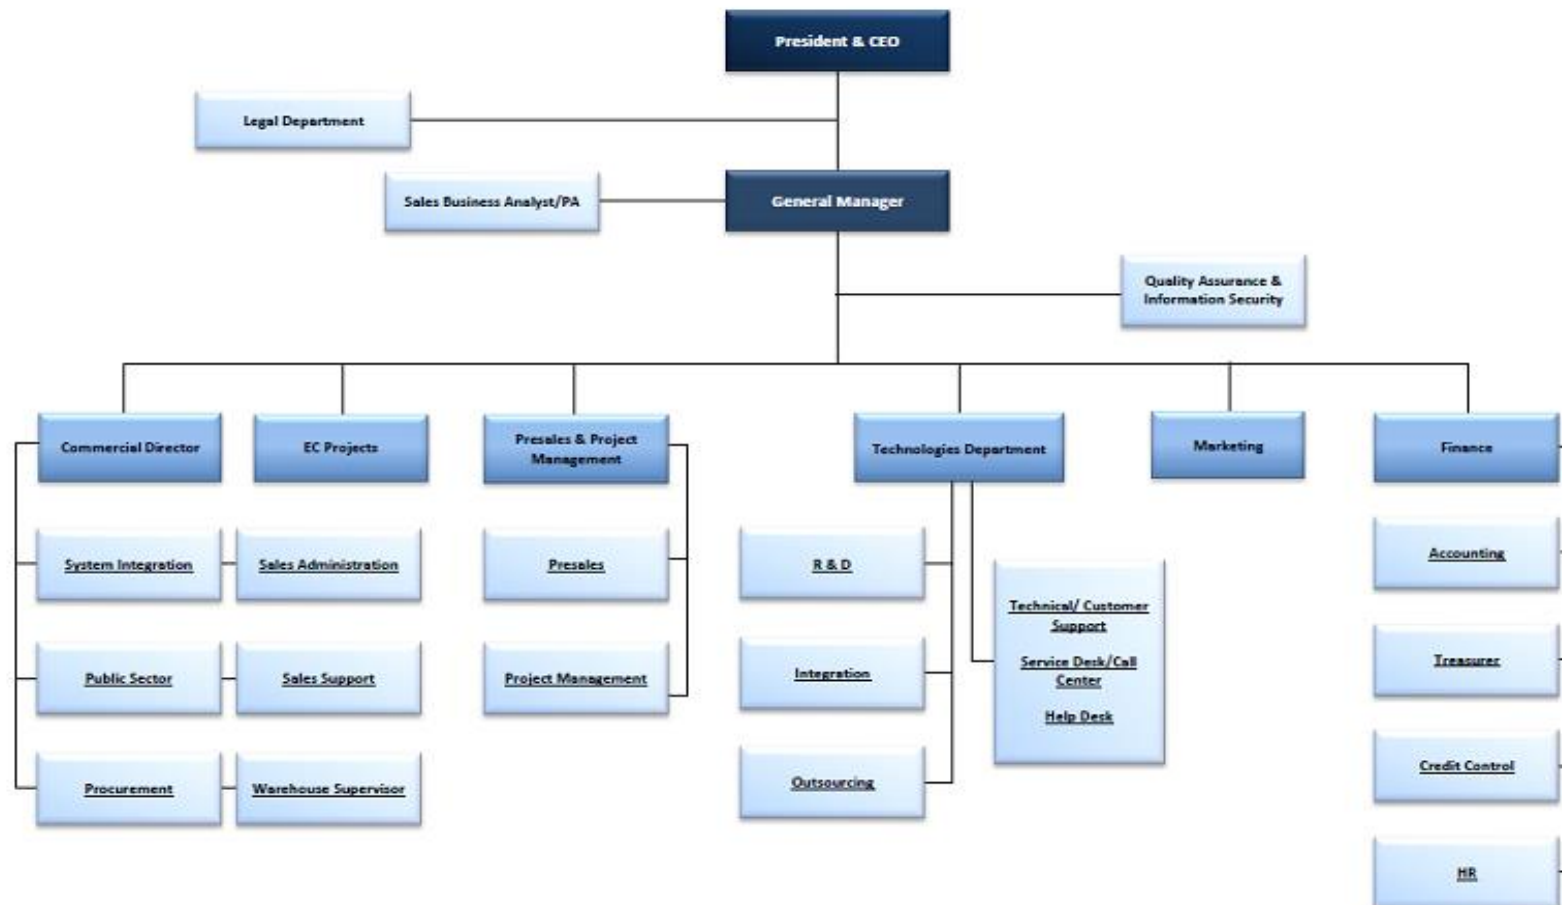 President & CEO
Legal Department
Sales Business Analyst/PA
General Manager
Quality Assurance &
Information Security
Commercial Director
EC Projects
Presales & Project
Management
Technologies Department
Marketing
Finance
System Integration
Sales Administration
Presales
R & D
Technical/ Customer
Support
Service Desk/Call
Center
Help Desk
Accounting
Public Sector
Sales Support
Project Management
Integration
Treasurer
Procurement
Warehouse Supervisor
Outsourcing
Credit Control
HR